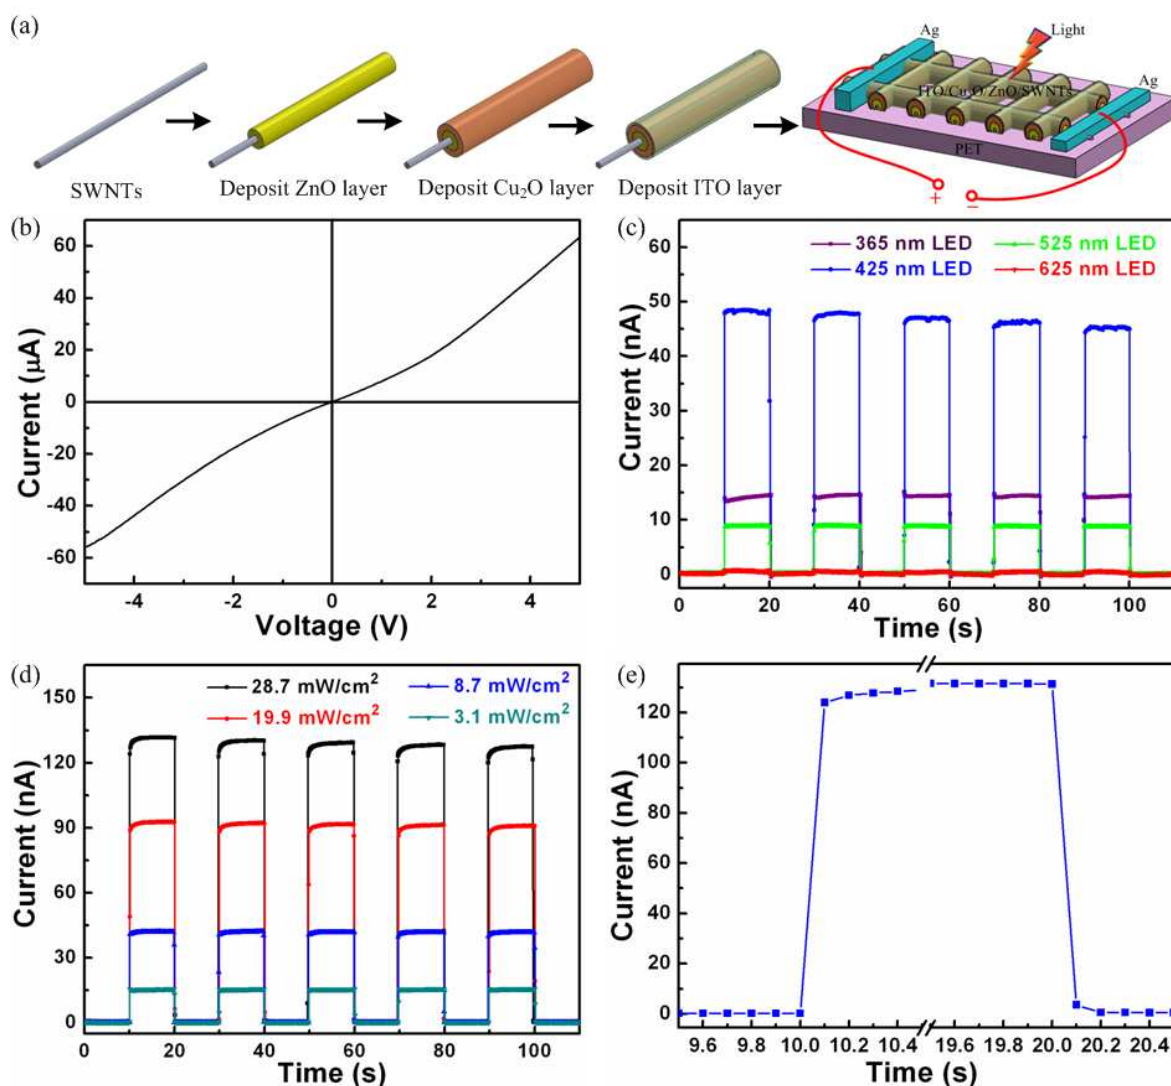 (a)
Ag
Light
Ag
ITO/Cu₂O/ZnO/SWNTs
PET
+
−
SWNTs
Deposit ZnO layer
Deposit Cu₂O layer
Deposit ITO layer
(b)
60
40
20
0
-20
-40
-60
Current (μA)
-4 -2 0 2 4
Voltage (V)
(c)
365 nm LED 525 nm LED
425 nm LED 625 nm LED
60
50
40
30
20
10
0
Current (nA)
0 20 40 60 80 100
Time (s)
(d)
28.7 mW/cm² 8.7 mW/cm²
19.9 mW/cm² 3.1 mW/cm²
150
120
90
60
30
0
Current (nA)
0 20 40 60 80 100
Time (s)
(e)
120
90
60
30
0
Current (nA)
9.6 9.8 10.0 10.2 10.4 19.6 19.8 20.0 20.2 20.4
Time (s)